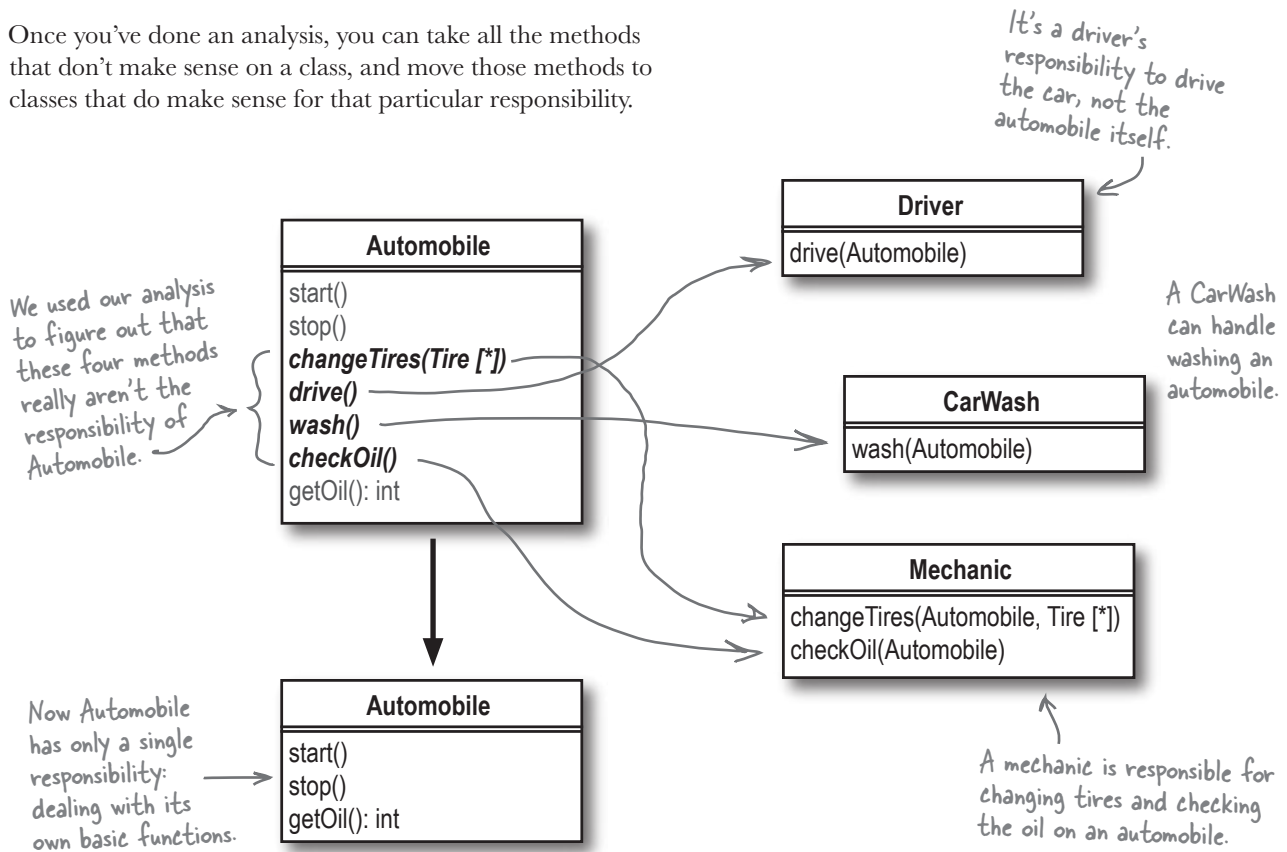 Once you've done an analysis, you can take all the methods
that don't make sense on a class, and move those methods to
classes that do make sense for that particular responsibility.
It's a driver's
responsibility to drive
the car, not the
automobile itself.
Automobile
start()
stop()
changeTires(Tire [*])
drive()
wash()
checkOil()
getOil(): int
We used our analysis
to figure out that
these four methods
really aren't the
responsibility of
Automobile.
Driver
drive(Automobile)
A CarWash
can handle
washing an
automobile.
CarWash
wash(Automobile)
Mechanic
changeTires(Automobile, Tire [*])
checkOil(Automobile)
Now Automobile
has only a single
responsibility:
dealing with its
own basic functions.
Automobile
start()
stop()
getOil(): int
A mechanic is responsible for
changing tires and checking
the oil on an automobile.